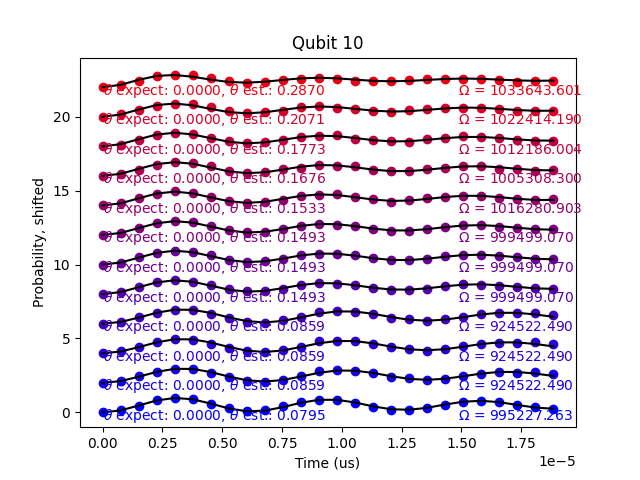 Qubit 10
θ expect: 0.0000, θ est.: 0.2870 Ω = 1033643.601
θ expect: 0.0000, θ est.: 0.2071 Ω = 1022414.190
θ expect: 0.0000, θ est.: 0.1773 Ω = 1012186.004
θ expect: 0.0000, θ est.: 0.1676 Ω = 1005308.300
θ expect: 0.0000, θ est.: 0.1533 Ω = 1016280.903
θ expect: 0.0000, θ est.: 0.1493 Ω = 999499.070
θ expect: 0.0000, θ est.: 0.1493 Ω = 999499.070
θ expect: 0.0000, θ est.: 0.1493 Ω = 999499.070
θ expect: 0.0000, θ est.: 0.0859 Ω = 924522.490
θ expect: 0.0000, θ est.: 0.0859 Ω = 924522.490
θ expect: 0.0000, θ est.: 0.0859 Ω = 924522.490
θ expect: 0.0000, θ est.: 0.0795 Ω = 995227.263
Probability, shifted
20
15
10
5
0
0.00 0.25 0.50 0.75 1.00 1.25 1.50 1.75
Time (us)
1e−5